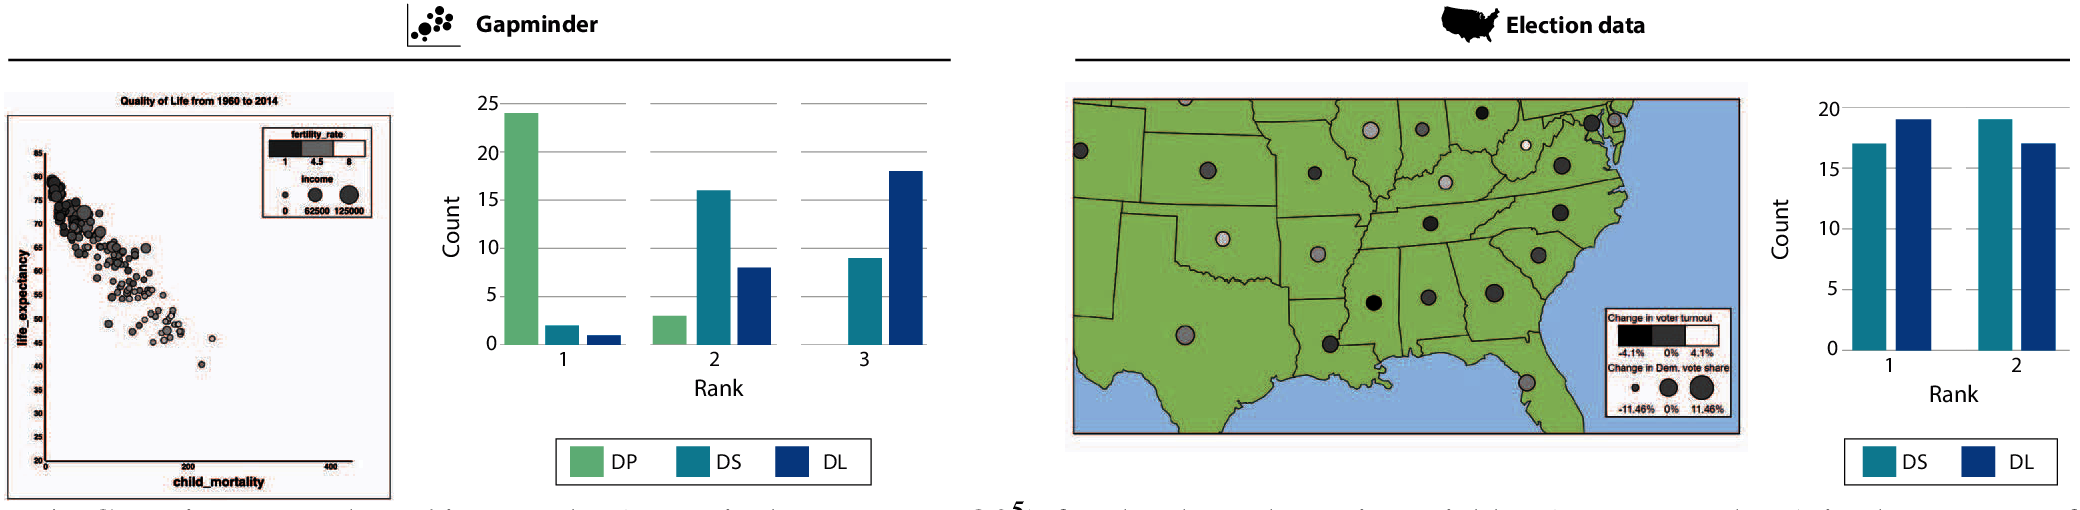 Gapminder
Quality of Life from 1960 to 2014
fertility_rate
1 4.5 8
income
0 62500 125000
life_expectancy
85
80
75
70
65
60
55
50
45
40
35
30
25
20
0 200 400
child_mortality
Count
25
20
15
10
5
0
1 2 3
Rank
DP DS DL
Election data
Change in voter turnout
-4.1% 0% 4.1%
Change in Dem. vote share
-11.46% 0% 11.46%
Count
20
15
10
5
0
1 2
Rank
DS DL